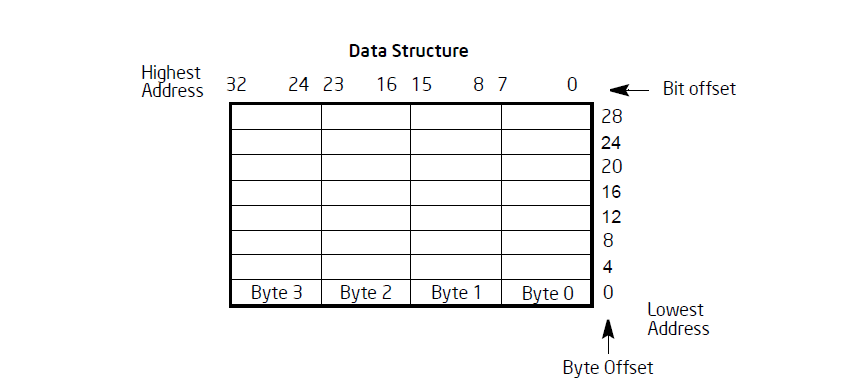 Data Structure
Highest
Address
32 24 23 16 15 8 7 0
Bit offset
28
24
20
16
12
8
4
Byte 3 Byte 2 Byte 1 Byte 0 0
Lowest
Address
Byte Offset